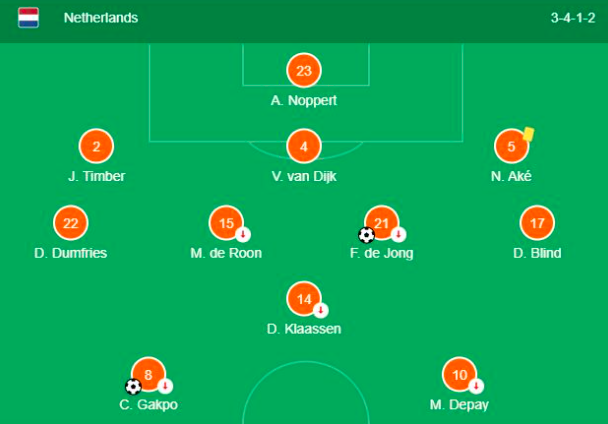 Netherlands 3-4-1-2
23
A. Noppert
2 4 5
J. Timber V. van Dijk N. Aké
22 15 21 17
D. Dumfries M. de Roon F. de Jong D. Blind
14
D. Klaassen
8 10
C. Gakpo M. Depay